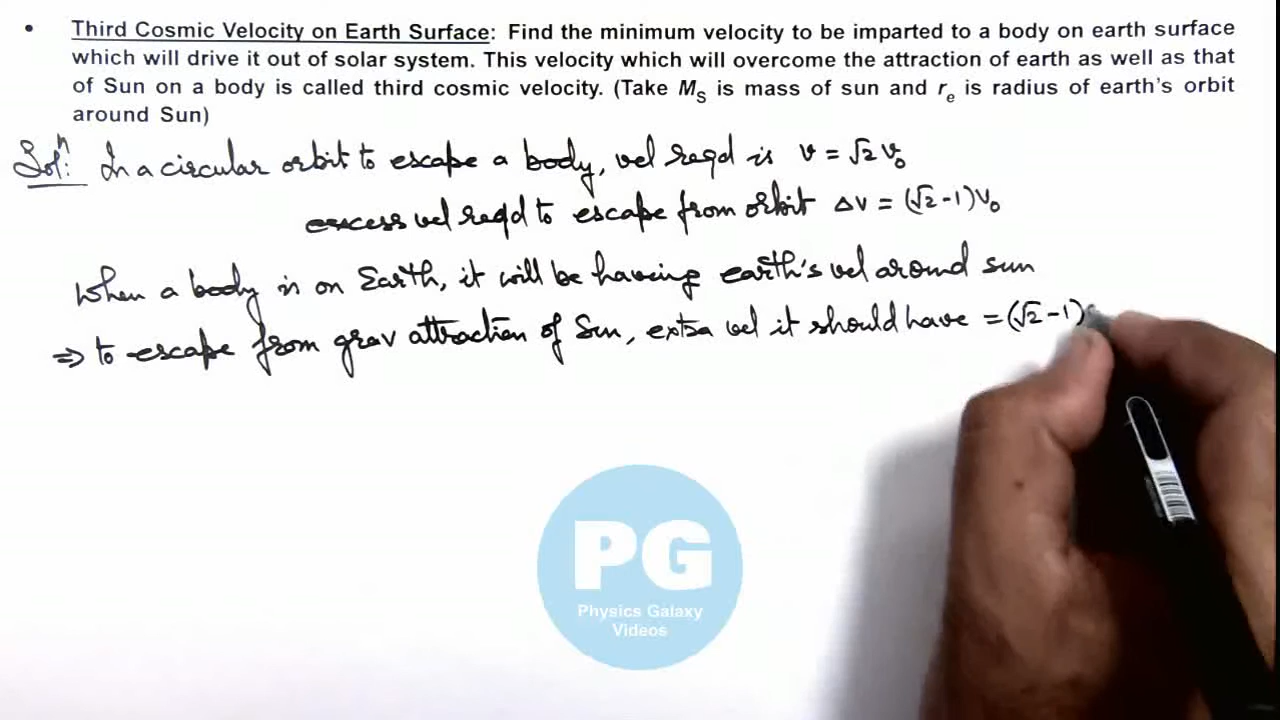 • Third Cosmic Velocity on Earth Surface: Find the minimum velocity to be imparted to a body on earth surface
which will drive it out of solar system. This velocity which will overcome the attraction of earth as well as that
of Sun on a body is called third cosmic velocity. (Take M_S is mass of sun and r_e is radius of earth's orbit
around Sun)
Solⁿ: In a circular orbit to escape a body, vel reqd is v = √2 v₀
excess vel reqd to escape from orbit Δv = (√2 - 1)v₀
When a body is on Earth, it will be having earth's vel around sun
⇒ to escape from grav attraction of Sun, extra vel it should have = (√2 - 1)
PG
Physics Galaxy
Videos